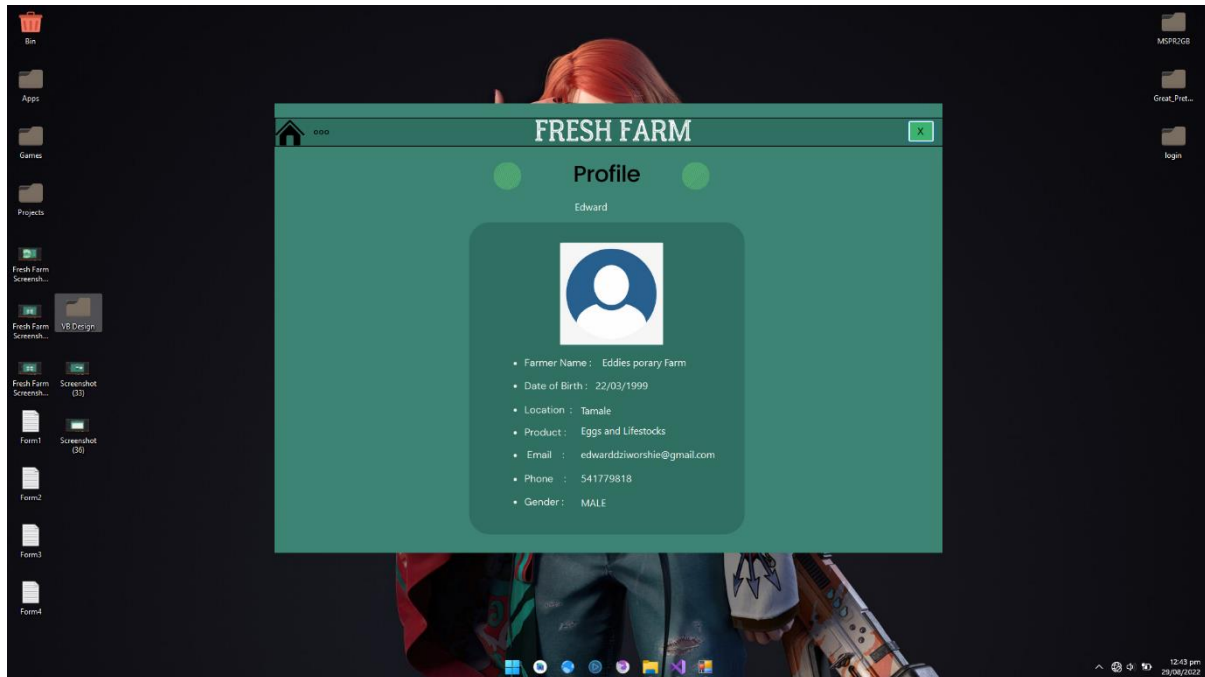 Bin
MSPR2GB
Apps
Great_Pret...
FRESH FARM
X
Games
login
Profile
Projects
Edward
Fresh Farm
Screensh...
Fresh Farm
Screensh...
VB Design
Farmer Name : Eddies porary Farm
Fresh Farm
Screensh...
Screenshot
(33)
Date of Birth : 22/03/1999
Location : Tamale
Product : Eggs and Lifestocks
Form1
Screenshot
(36)
Email : edwarddziworshie@gmail.com
Phone : 541779818
Form2
Gender : MALE
Form3
Form4
12:43 pm
29/08/2022